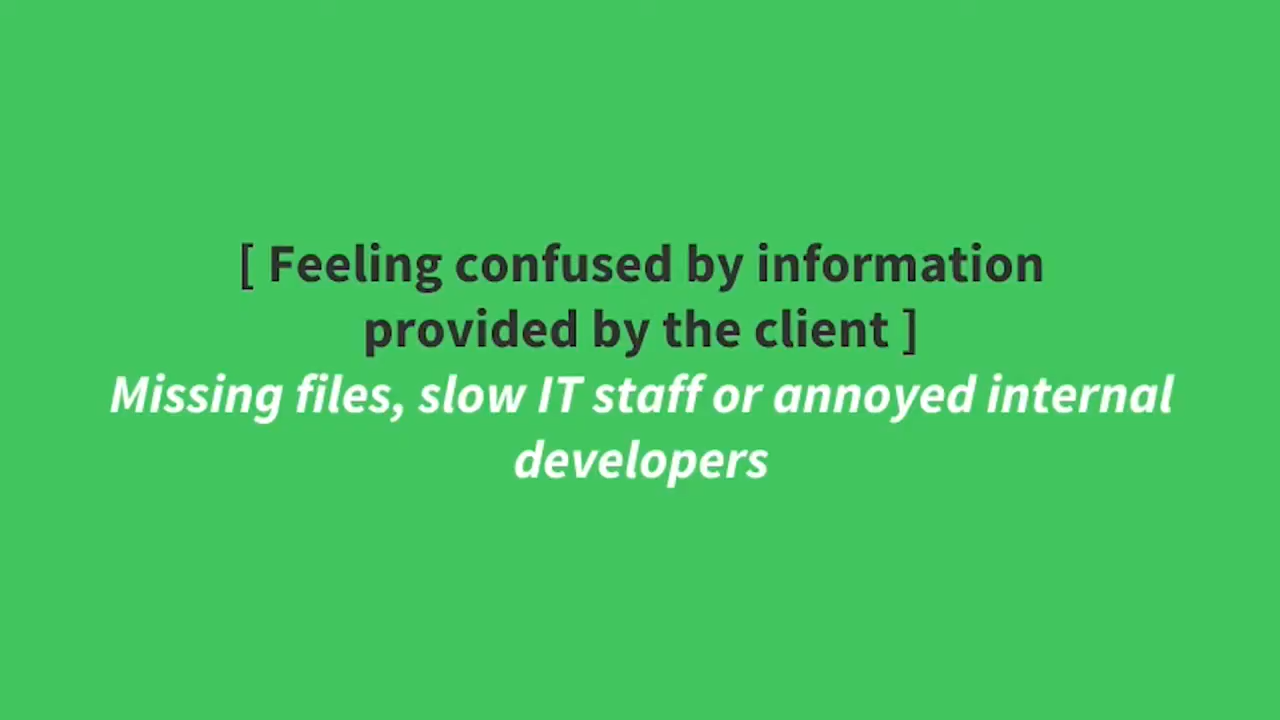 [ Feeling confused by information
provided by the client ]
Missing files, slow IT staff or annoyed internal
developers